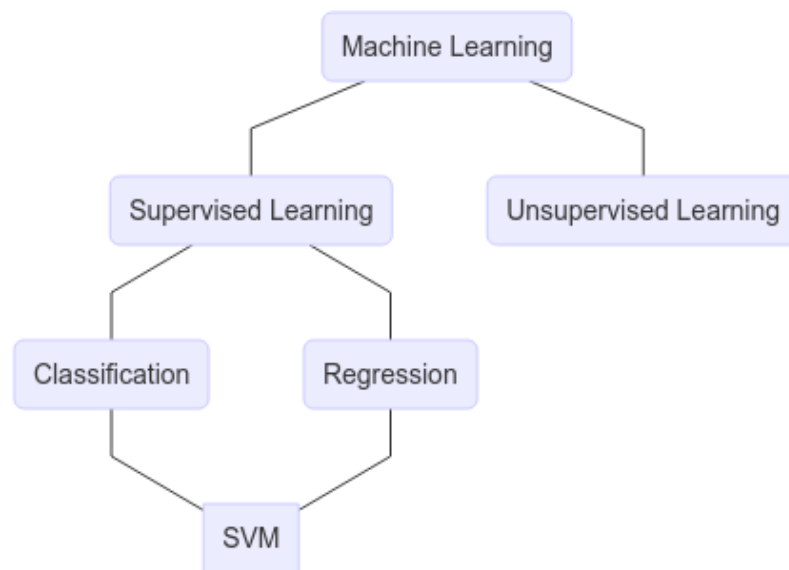 Machine Learning
Supervised Learning
Unsupervised Learning
Classification
Regression
SVM